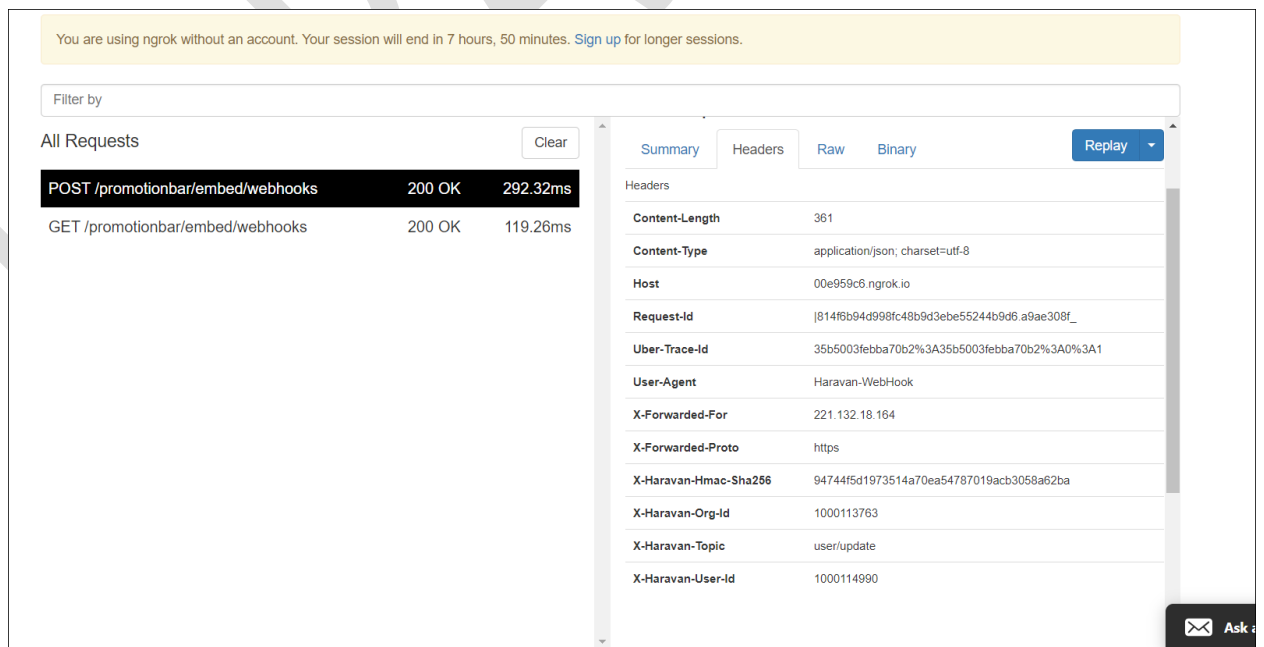 You are using ngrok without an account. Your session will end in 7 hours, 50 minutes. Sign up for longer sessions.
Filter by
All Requests
Clear
POST /promotionbar/embed/webhooks 200 OK 292.32ms
GET /promotionbar/embed/webhooks 200 OK 119.26ms
Summary Headers Raw Binary Replay
Headers
Content-Length 361
Content-Type application/json; charset=utf-8
Host 00e959c6.ngrok.io
Request-Id |814f6b94d998fc48b9d3ebe55244b9d6.a9ae308f_
Uber-Trace-Id 35b5003febba70b2%3A35b5003febba70b2%3A0%3A1
User-Agent Haravan-WebHook
X-Forwarded-For 221.132.18.164
X-Forwarded-Proto https
X-Haravan-Hmac-Sha256 94744f5d1973514a70ea54787019acb3058a62ba
X-Haravan-Org-Id 1000113763
X-Haravan-Topic user/update
X-Haravan-User-Id 1000114990
Ask